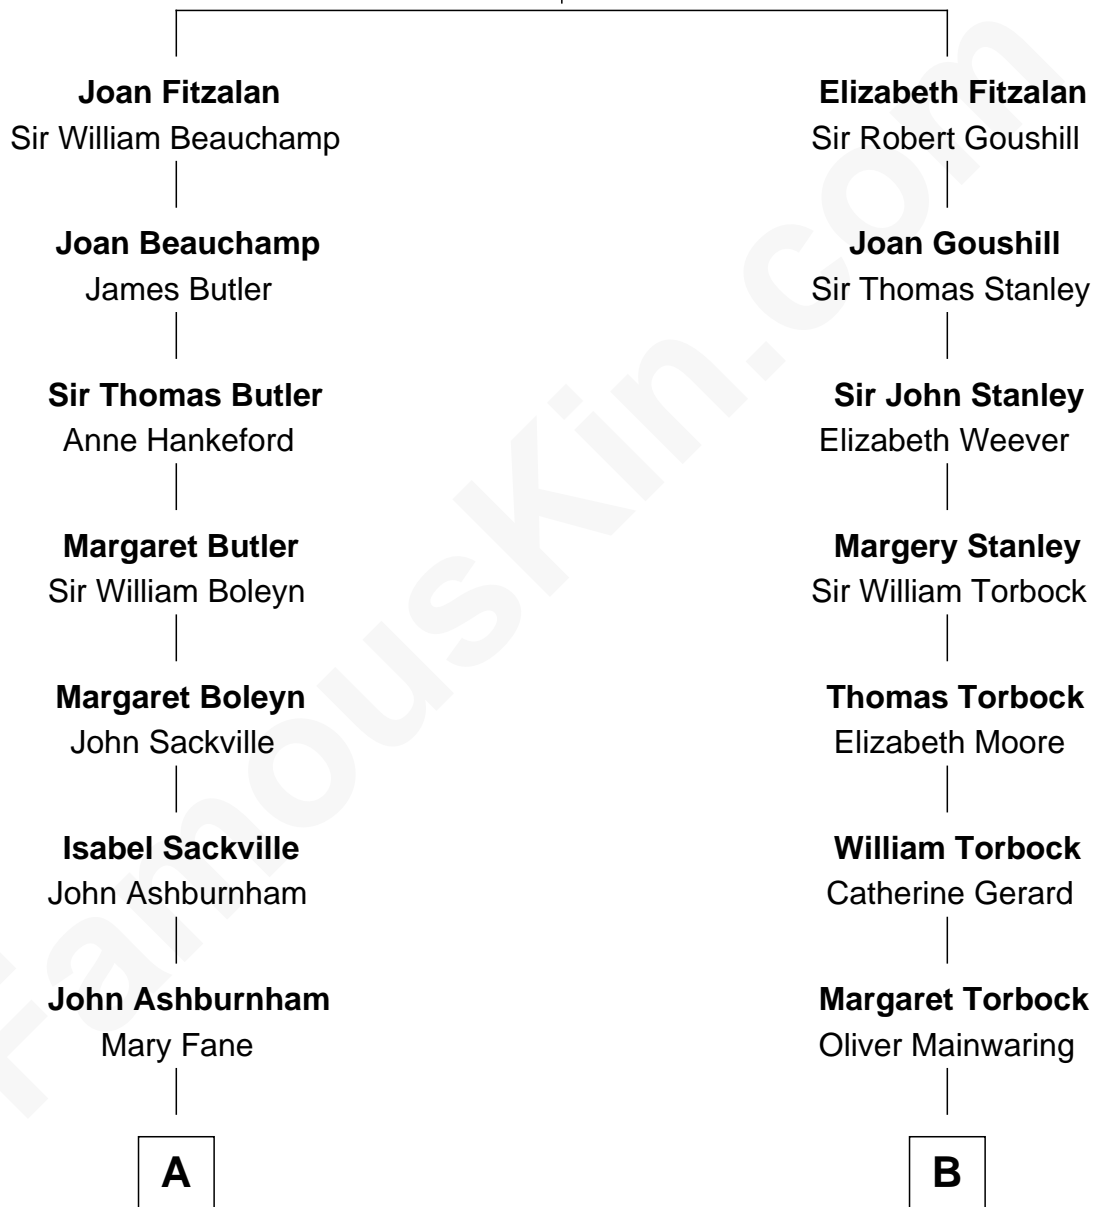 Joan Fitzalan
Sir William Beauchamp
Joan Beauchamp
James Butler
Sir Thomas Butler
Anne Hankeford
Margaret Butler
Sir William Boleyn
Margaret Boleyn
John Sackville
Isabel Sackville
John Ashburnham
John Ashburnham
Mary Fane
A
Elizabeth Fitzalan
Sir Robert Goushill
Joan Goushill
Sir Thomas Stanley
Sir John Stanley
Elizabeth Weever
Margery Stanley
Sir William Torbock
Thomas Torbock
Elizabeth Moore
William Torbock
Catherine Gerard
Margaret Torbock
Oliver Mainwaring
B
FamousKin.com